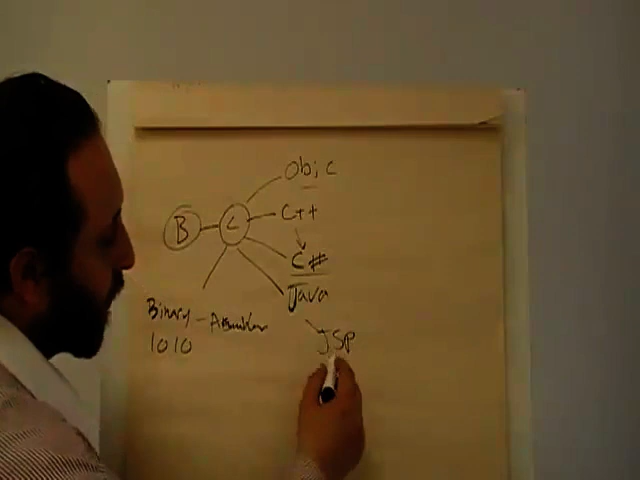 Obj C
B C C++
C#
Java
Binary - Assembler
1010
JSP